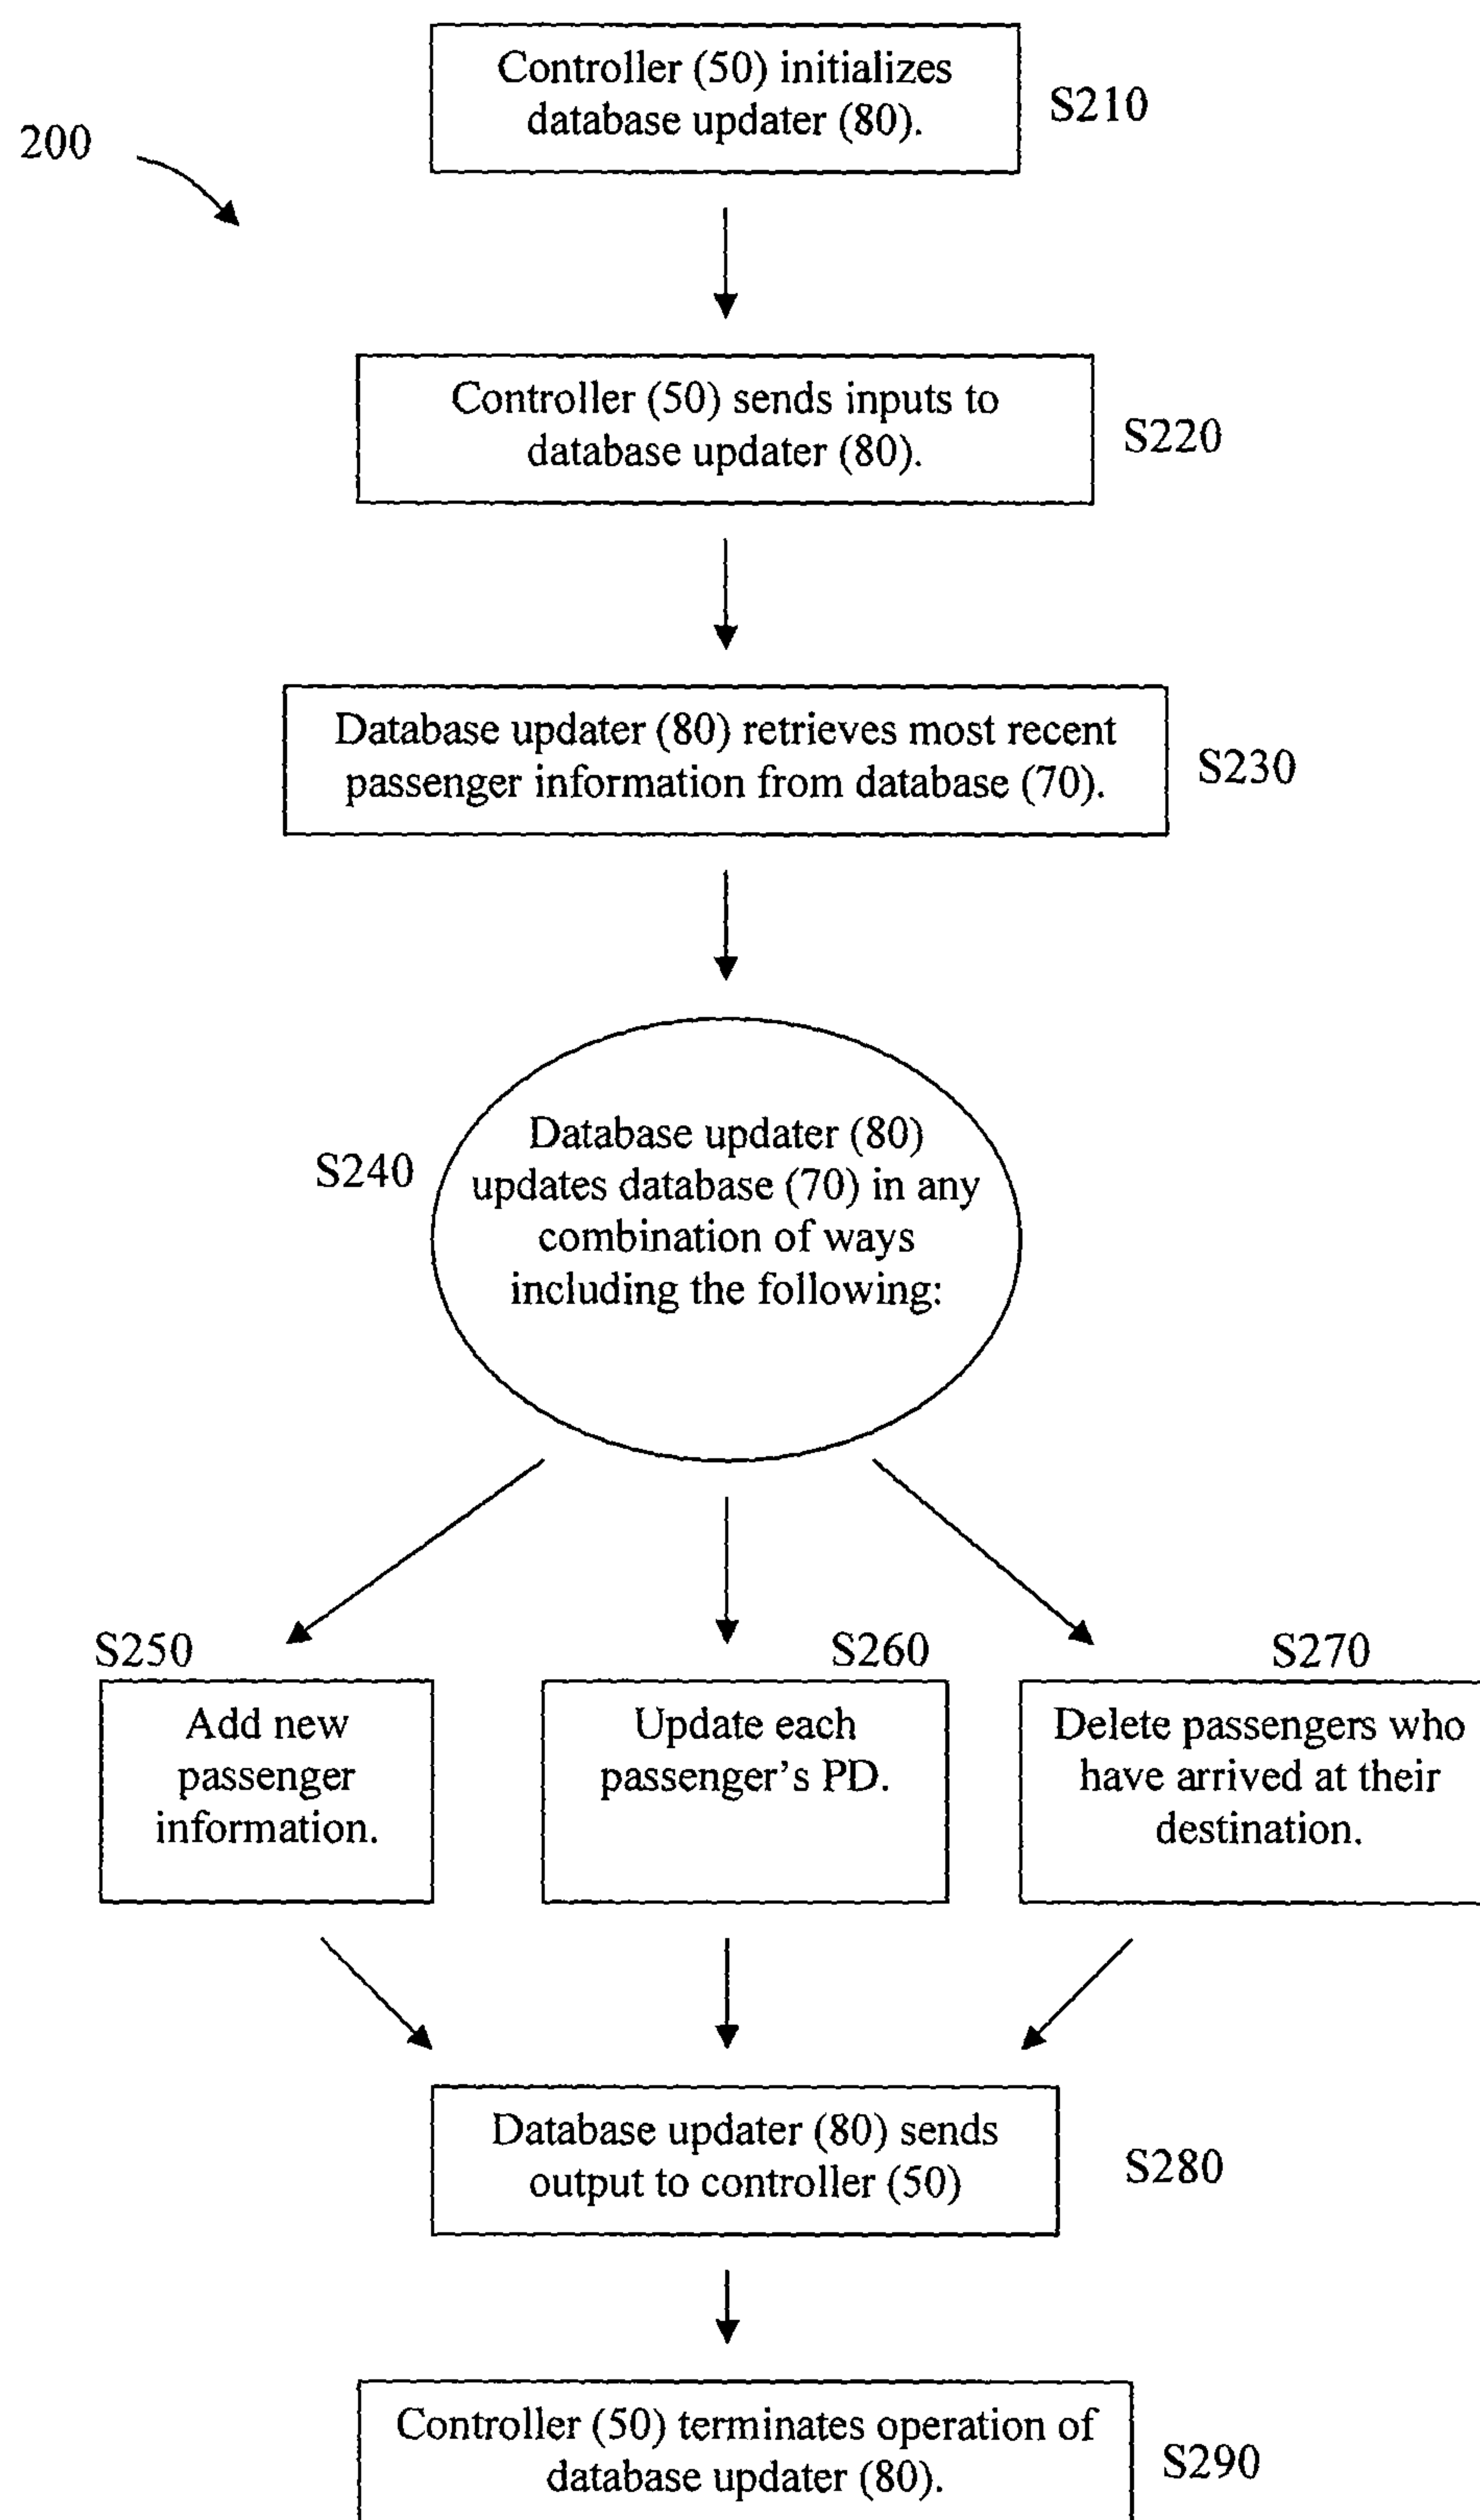 Controller (50) initializes
database updater (80).
S210
200
Controller (50) sends inputs to
database updater (80).
S220
Database updater (80) retrieves most recent
passenger information from database (70).
S230
S240
Database updater (80)
updates database (70) in any
combination of ways
including the following:
S250
Add new
passenger
information.
S260
Update each
passenger's PD.
S270
Delete passengers who
have arrived at their
destination.
Database updater (80) sends
output to controller (50)
S280
Controller (50) terminates operation of
database updater (80).
S290